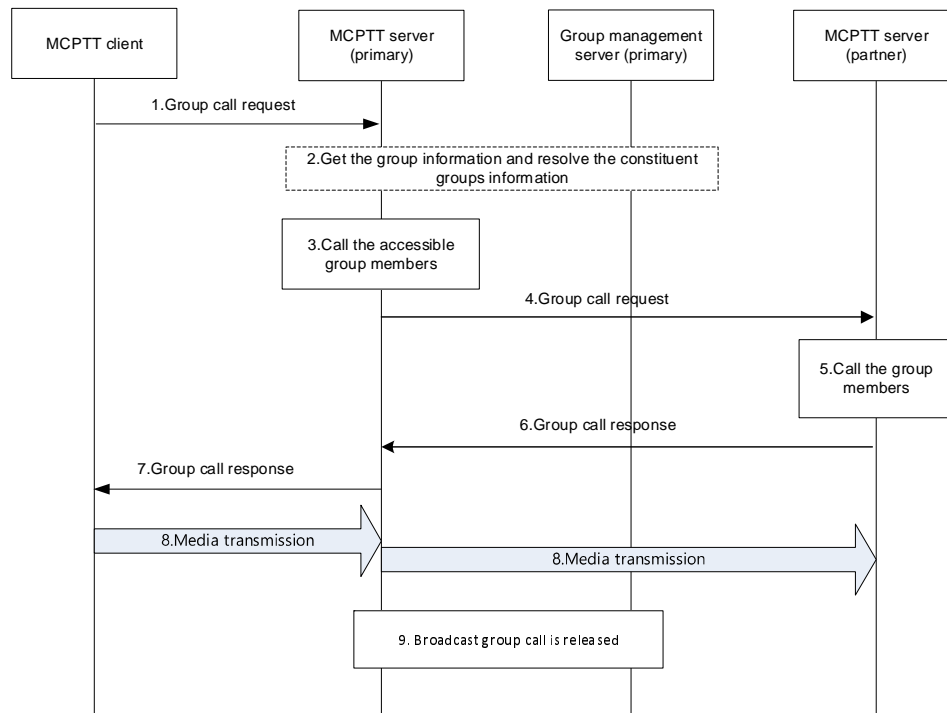 MCPTT client
MCPTT server
(primary)
Group management
server (primary)
MCPTT server
(partner)
1.Group call request
2.Get the group information and resolve the constituent
groups information
3.Call the accessible
group members
4.Group call request
5.Call the group
members
6.Group call response
7.Group call response
8.Media transmission
8.Media transmission
9. Broadcast group call is released